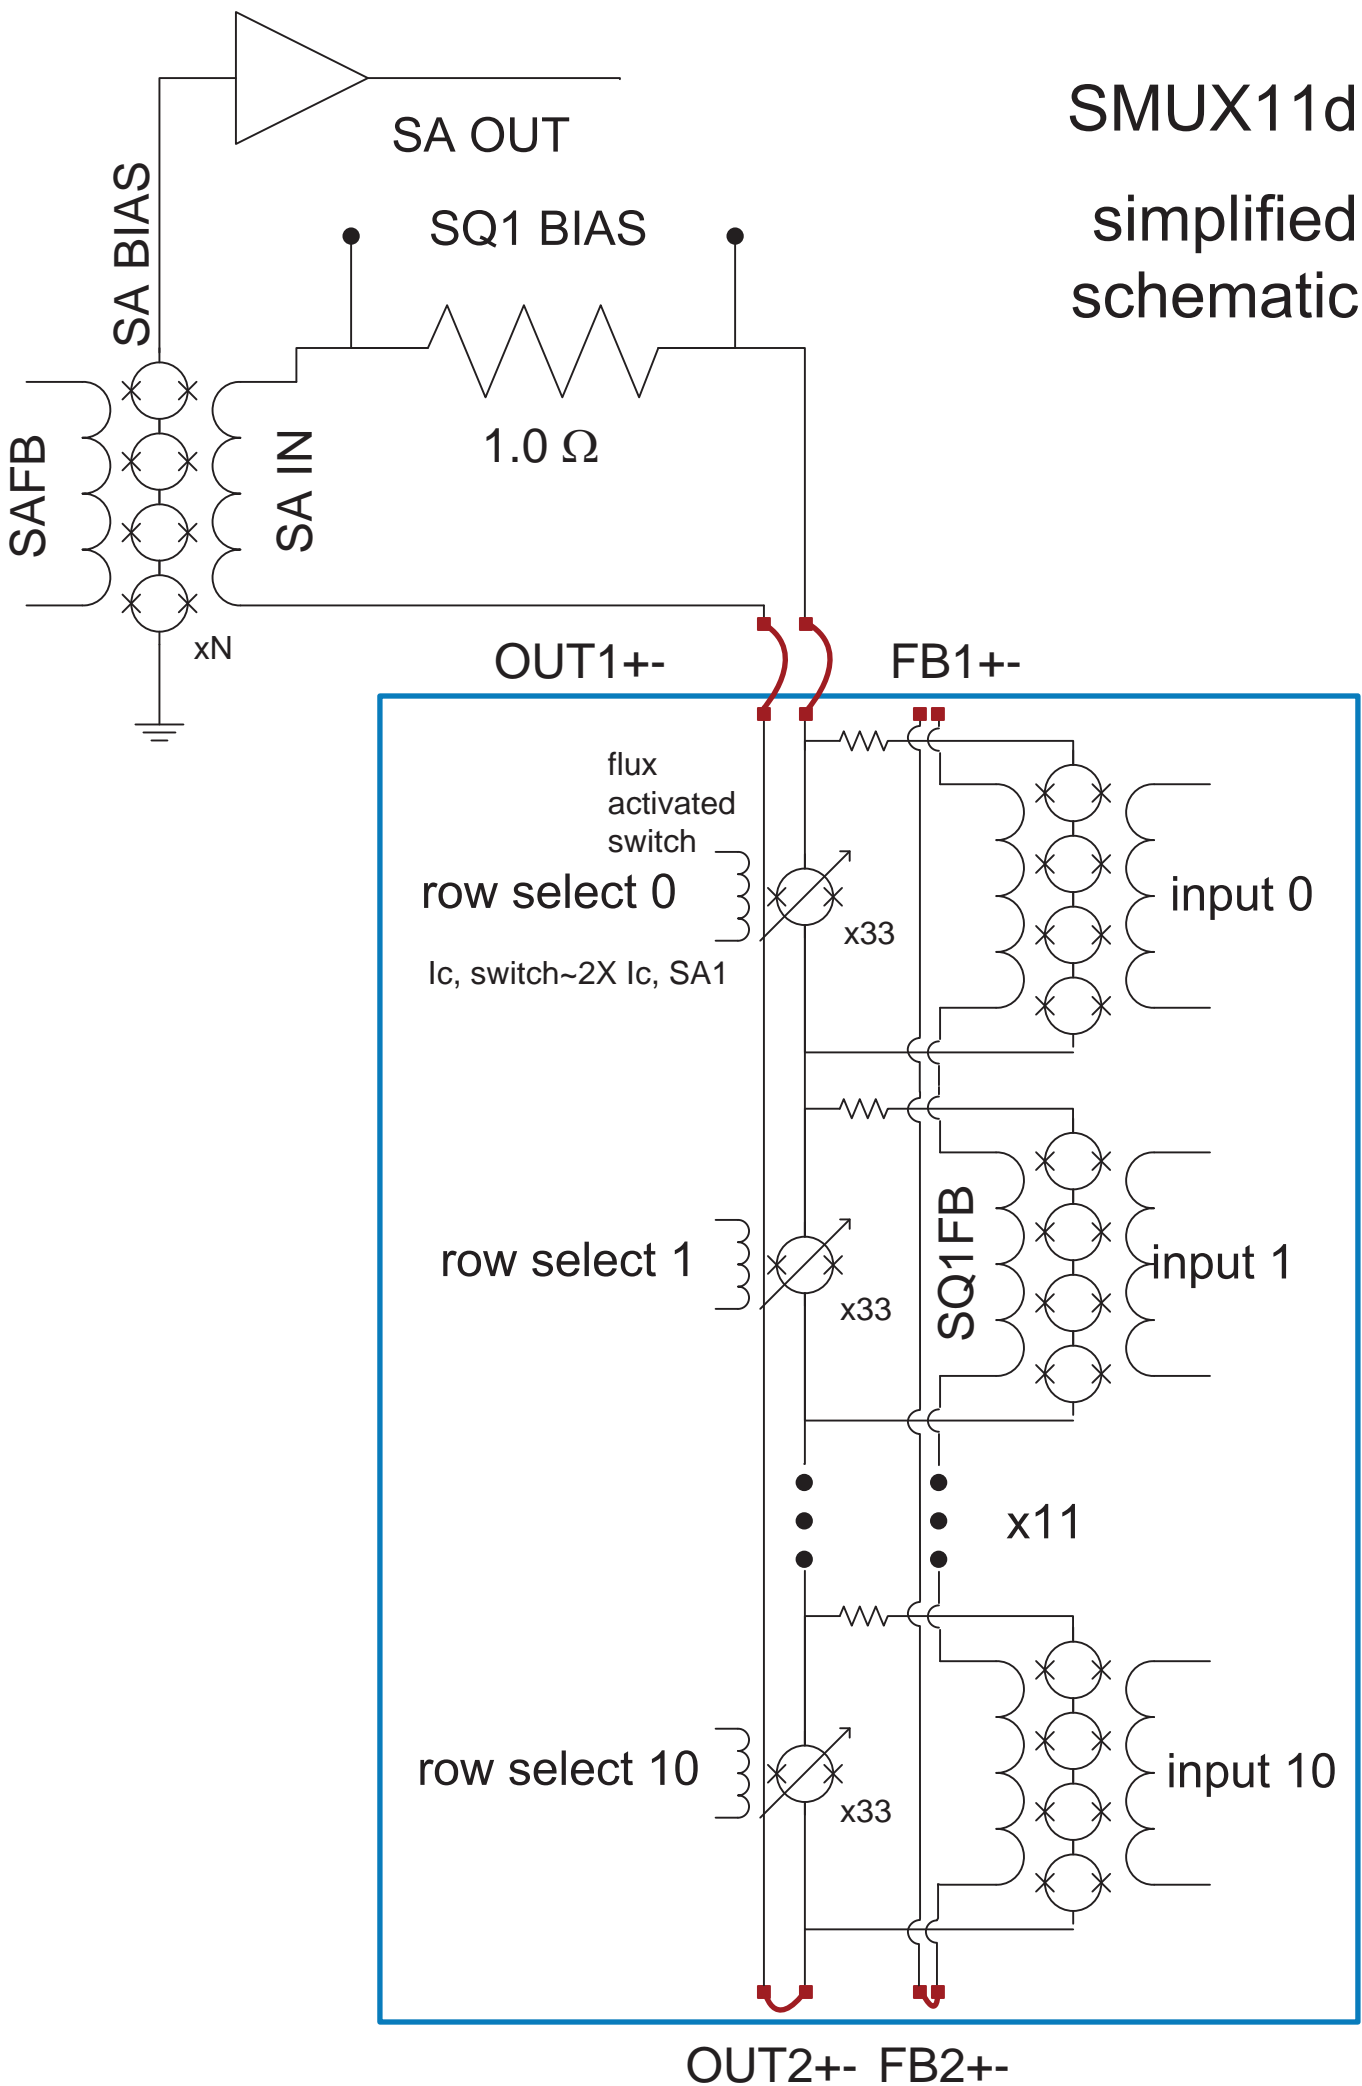 SMUX11d
simplified
schematic
SA OUT
SA BIAS
SQ1 BIAS
1.0 Ω
SAFB
SA IN
xN
OUT1+-
FB1+-
flux
activated
switch
row select 0
x33
input 0
Ic, switch~2X Ic, SA1
row select 1
x33
SQ1FB
input 1
x11
row select 10
x33
input 10
OUT2+-
FB2+-